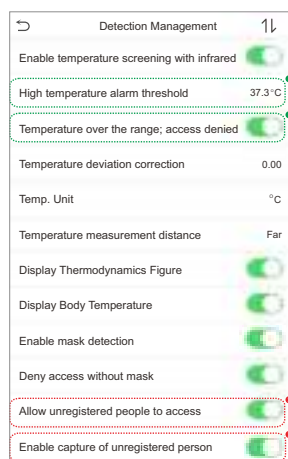 Detection Management
Enable temperature screening with infrared
High temperature alarm threshold 37.3°C
Temperature over the range; access denied
Temperature deviation correction 0.00
Temp. Unit °C
Temperature measurement distance Far
Display Thermodynamics Figure
Display Body Temperature
Enable mask detection
Deny access without mask
Allow unregistered people to access
Enable capture of unregistered person